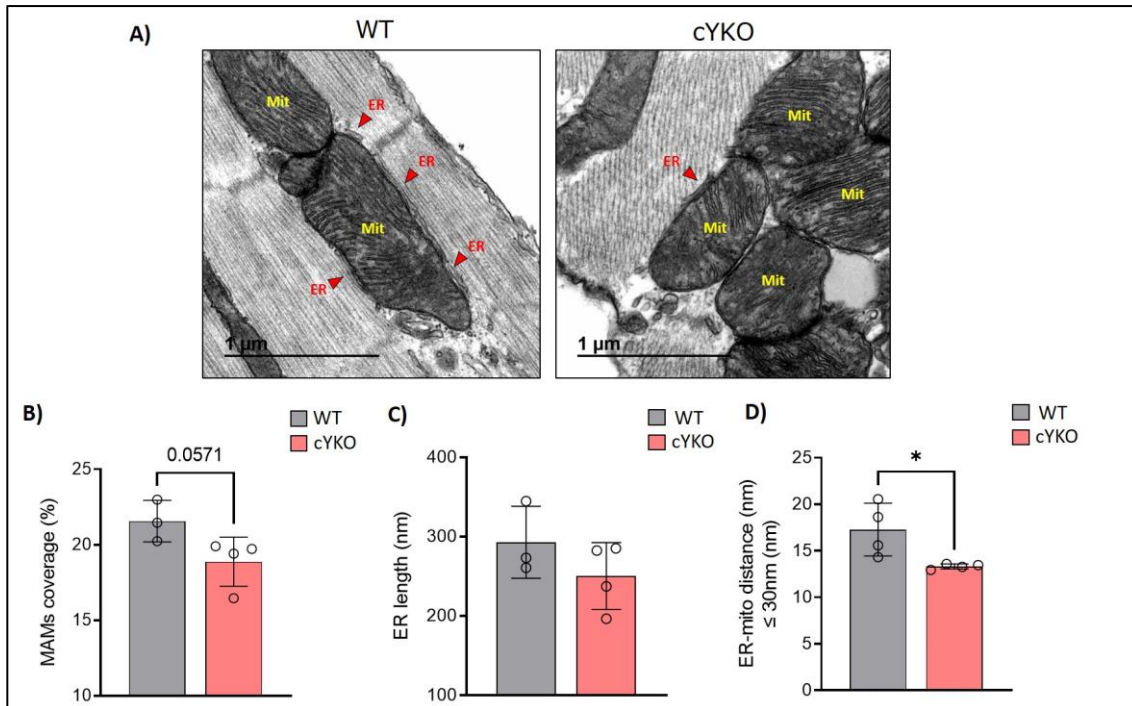 A)
WT
cYKO
Mit
ER
ER
Mit
ER
ER
1 µm
Mit
ER
Mit
Mit
Mit
1 µm
B)
WT
cYKO
0.0571
25
20
15
10
MAMs coverage (%)
C)
WT
cYKO
400
300
200
100
ER length (nm)
D)
WT
cYKO
*
25
20
15
10
5
0
ER-mito distance (nm)
≤ 30nm (nm)